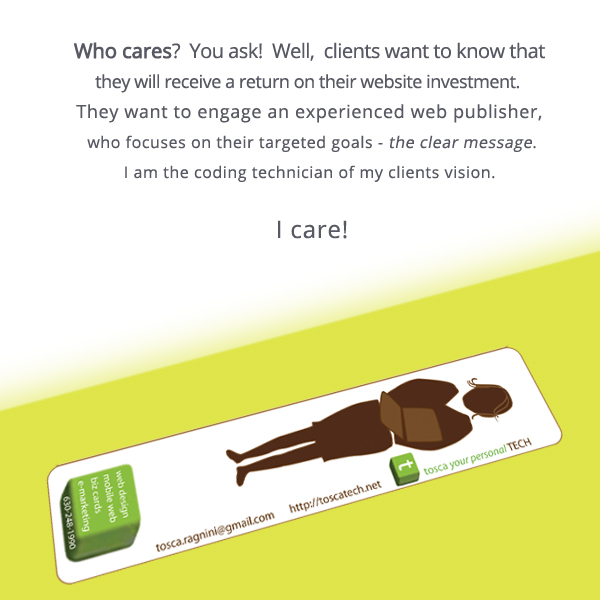 Who cares? You ask! Well, clients want to know that
they will receive a return on their website investment.
They want to engage an experienced web publisher,
who focuses on their targeted goals - the clear message.
I am the coding technician of my clients vision.
I care!
web design
mobile web
biz cards
e-marketing
630-248-1990
tosca.ragnini@gmail.com
http://toscatech.net
t
tosca your personal TECH